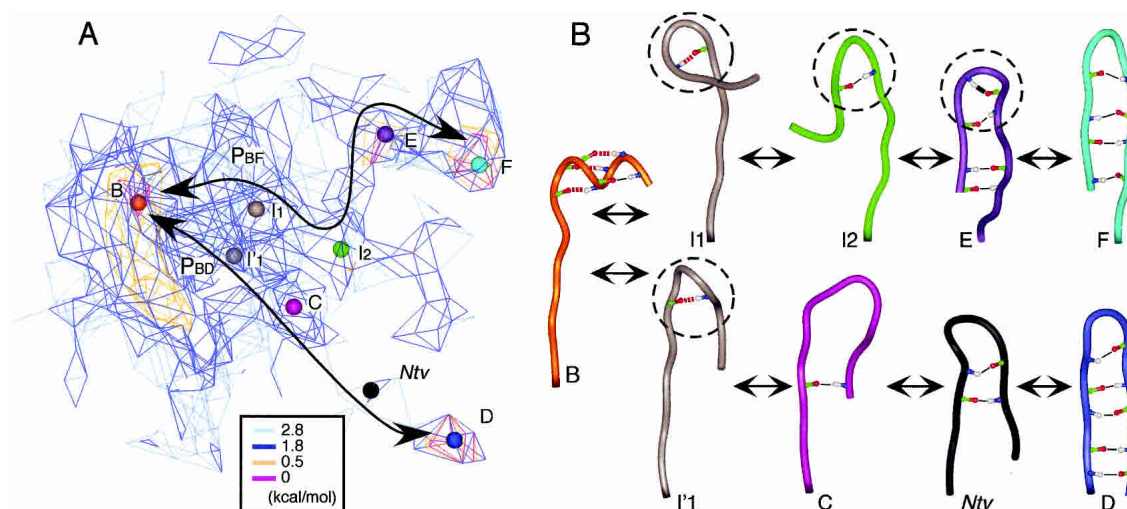 A
B
PBF
E
F
I1
I'1
I2
PBD
C
Ntv
D
2.8
1.8
0.5
0
(kcal/mol)
B
I1
I2
E
F
B
I'1
C
Ntv
D